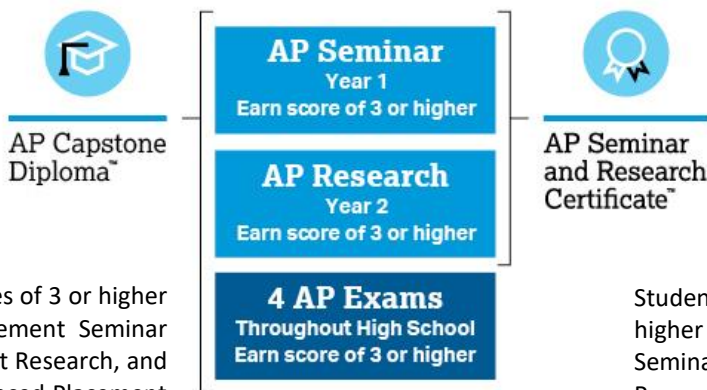 AP Capstone
Diploma™
AP Seminar
Year 1
Earn score of 3 or higher
AP Research
Year 2
Earn score of 3 or higher
4 AP Exams
Throughout High School
Earn score of 3 or higher
AP Seminar
and Research
Certificate™
of 3 or higher
ement Seminar
t Research, and
Placement
Studen
higher
Semina